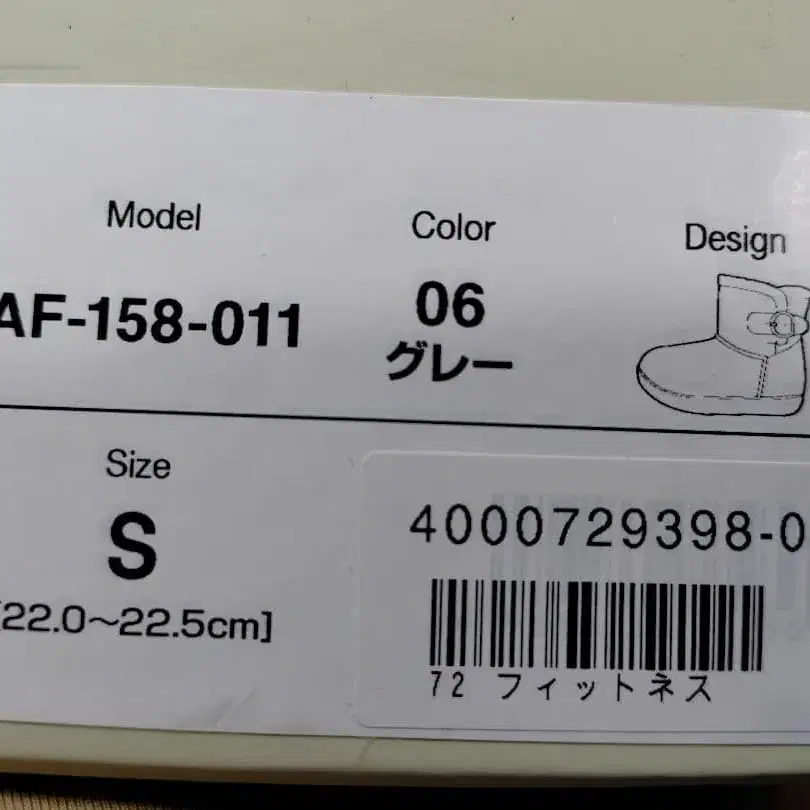 Model Color Design
AF-158-011 06
グレー
Size
S
[22.0～22.5cm]
4000729398-0
72 フィットネス